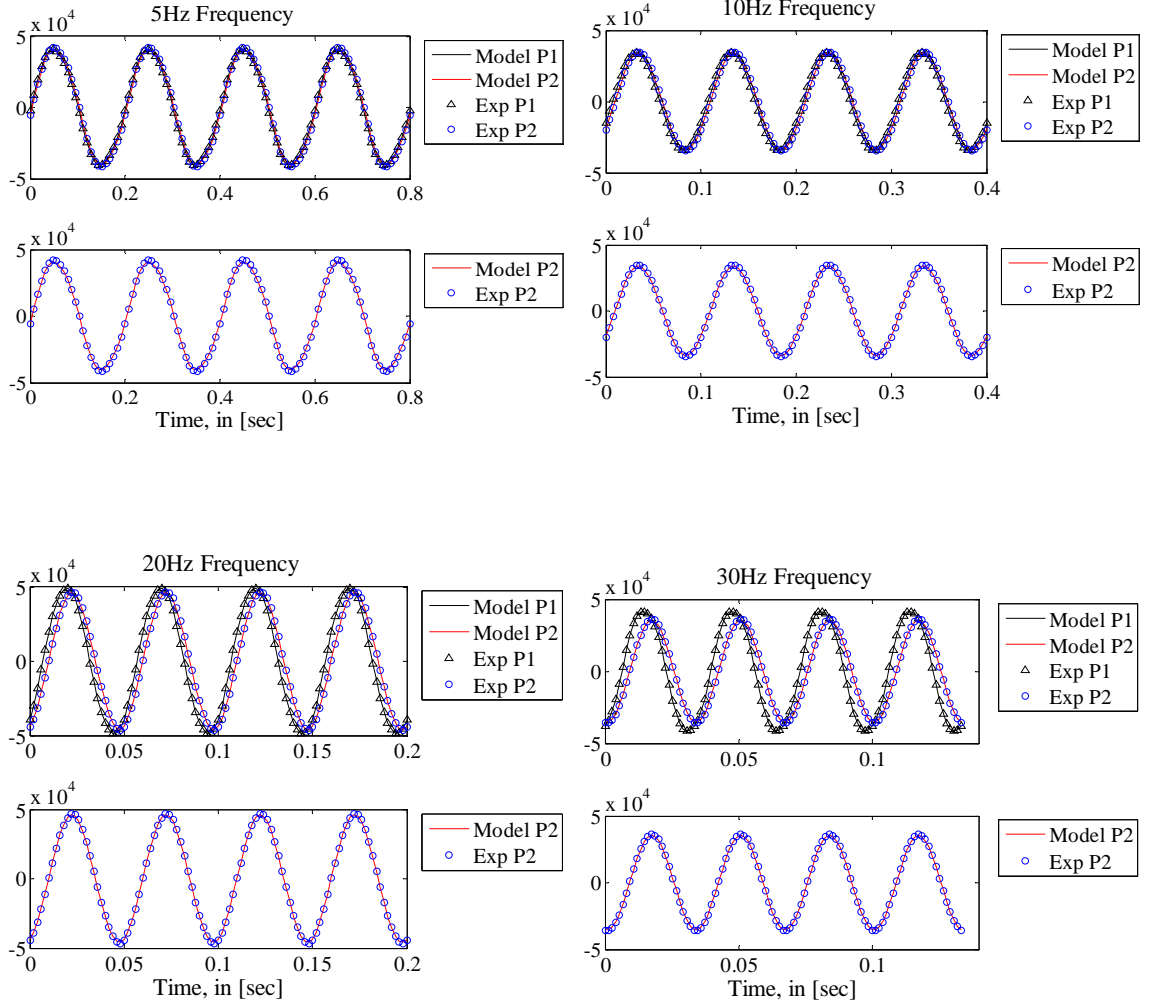 5Hz Frequency
x 10^4
5
0
-5
0 0.2 0.4 0.6 0.8
Model P1
Model P2
Exp P1
Exp P2
x 10^4
5
0
-5
0 0.2 0.4 0.6 0.8
Time, in [sec]
Model P2
Exp P2
10Hz Frequency
x 10^4
5
0
-5
0 0.1 0.2 0.3 0.4
Model P1
Model P2
Exp P1
Exp P2
x 10^4
5
0
-5
0 0.1 0.2 0.3 0.4
Time, in [sec]
Model P2
Exp P2
20Hz Frequency
x 10^4
5
0
-5
0 0.05 0.1 0.15 0.2
Model P1
Model P2
Exp P1
Exp P2
x 10^4
5
0
-5
0 0.05 0.1 0.15 0.2
Time, in [sec]
Model P2
Exp P2
30Hz Frequency
x 10^4
5
0
-5
0 0.05 0.1
Model P1
Model P2
Exp P1
Exp P2
x 10^4
5
0
-5
0 0.05 0.1
Time, in [sec]
Model P2
Exp P2